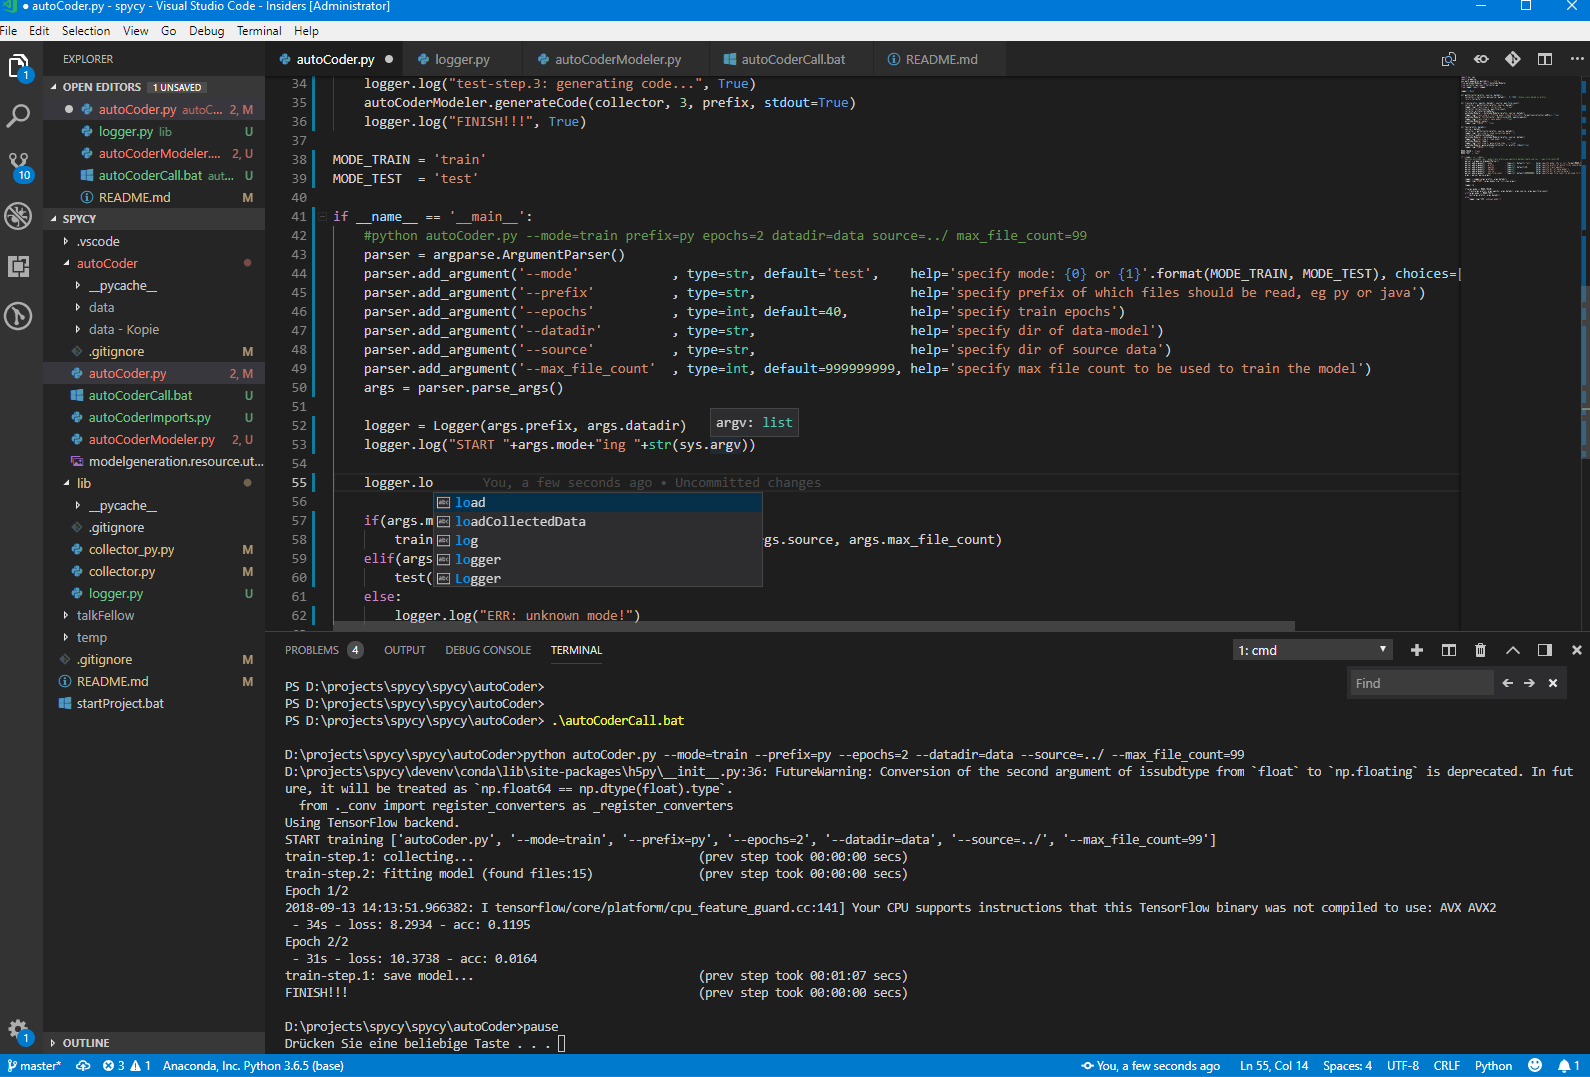 ● autoCoder.py - spycy - Visual Studio Code - Insiders [Administrator]
File Edit Selection View Go Debug Terminal Help
EXPLORER
OPEN EDITORS 1 UNSAVED
autoCoder.py autoC... 2, M
logger.py lib U
autoCoderModeler.... 2, U
autoCoderCall.bat aut... U
README.md M
SPYCY
.vscode
autoCoder
__pycache__
data
data - Kopie
.gitignore M
autoCoder.py 2, M
autoCoderCall.bat U
autoCoderImports.py U
autoCoderModeler.py 2, U
modelgeneration.resource.ut...
lib
__pycache__
.gitignore
collector_py.py M
collector.py M
logger.py U
talkFellow
temp
.gitignore M
README.md M
startProject.bat
OUTLINE
1
10
1
autoCoder.py ● logger.py autoCoderModeler.py autoCoderCall.bat README.md
34 logger.log("test-step.3: generating code...", True)
35 autoCoderModeler.generateCode(collector, 3, prefix, stdout=True)
36 logger.log("FINISH!!!", True)
37
38 MODE_TRAIN = 'train'
39 MODE_TEST  = 'test'
40
41 if __name__ == '__main__':
42 #python autoCoder.py --mode=train prefix=py epochs=2 datadir=data source=../ max_file_count=99
43 parser = argparse.ArgumentParser()
44 parser.add_argument('--mode' , type=str, default='test', help='specify mode: {0} or {1}'.format(MODE_TRAIN, MODE_TEST), choices=[
45 parser.add_argument('--prefix' , type=str, help='specify prefix of which files should be read, eg py or java')
46 parser.add_argument('--epochs' , type=int, default=40, help='specify train epochs')
47 parser.add_argument('--datadir' , type=str, help='specify dir of data-model')
48 parser.add_argument('--source' , type=str, help='specify dir of source data')
49 parser.add_argument('--max_file_count' , type=int, default=999999999, help='specify max file count to be used to train the model')
50 args = parser.parse_args()
51
52 logger = Logger(args.prefix, args.datadir) argv: list
53 logger.log("START "+args.mode+"ing "+str(sys.argv))
54
55 logger.lo You, a few seconds ago • Uncommitted changes
56 load
57 if(args.m loadCollectedData
58 train log gs.source, args.max_file_count)
59 elif(args logger
60 test( Logger
61 else:
62 logger.log("ERR: unknown mode!")
PROBLEMS 4 OUTPUT DEBUG CONSOLE TERMINAL 1: cmd
Find
PS D:\projects\spycy\spycy\autoCoder>
PS D:\projects\spycy\spycy\autoCoder>
PS D:\projects\spycy\spycy\autoCoder> .\autoCoderCall.bat
D:\projects\spycy\spycy\autoCoder>python autoCoder.py --mode=train --prefix=py --epochs=2 --datadir=data --source=../ --max_file_count=99
D:\projects\spycy\devenv\conda\lib\site-packages\h5py\__init__.py:36: FutureWarning: Conversion of the second argument of issubdtype from `float` to `np.floating` is deprecated. In fut
ure, it will be treated as `np.float64 == np.dtype(float).type`.
from ._conv import register_converters as _register_converters
Using TensorFlow backend.
START training ['autoCoder.py', '--mode=train', '--prefix=py', '--epochs=2', '--datadir=data', '--source=../', '--max_file_count=99']
train-step.1: collecting... (prev step took 00:00:00 secs)
train-step.2: fitting model (found files:15) (prev step took 00:00:00 secs)
Epoch 1/2
2018-09-13 14:13:51.966382: I tensorflow/core/platform/cpu_feature_guard.cc:141] Your CPU supports instructions that this TensorFlow binary was not compiled to use: AVX AVX2
- 34s - loss: 8.2934 - acc: 0.1195
Epoch 2/2
- 31s - loss: 10.3738 - acc: 0.0164
train-step.1: save model... (prev step took 00:01:07 secs)
FINISH!!! (prev step took 00:00:00 secs)
D:\projects\spycy\spycy\autoCoder>pause
Drücken Sie eine beliebige Taste . . .
master* 3 1 Anaconda, Inc. Python 3.6.5 (base) You, a few seconds ago Ln 55, Col 14 Spaces: 4 UTF-8 CRLF Python 1